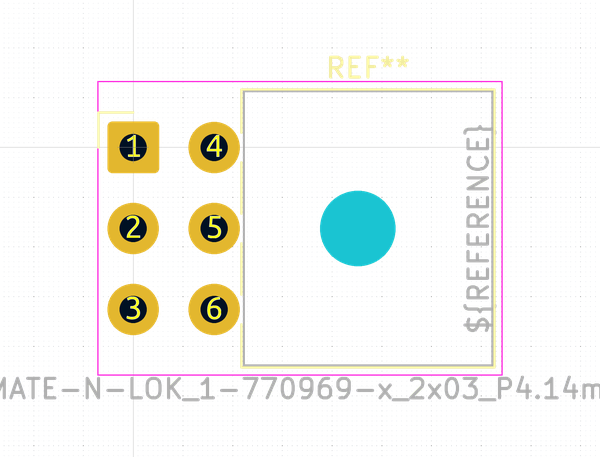 REF**
1 4
2 5
3 6
${REFERENCE}
MATE-N-LOK_1-770969-x_2x03_P4.14m